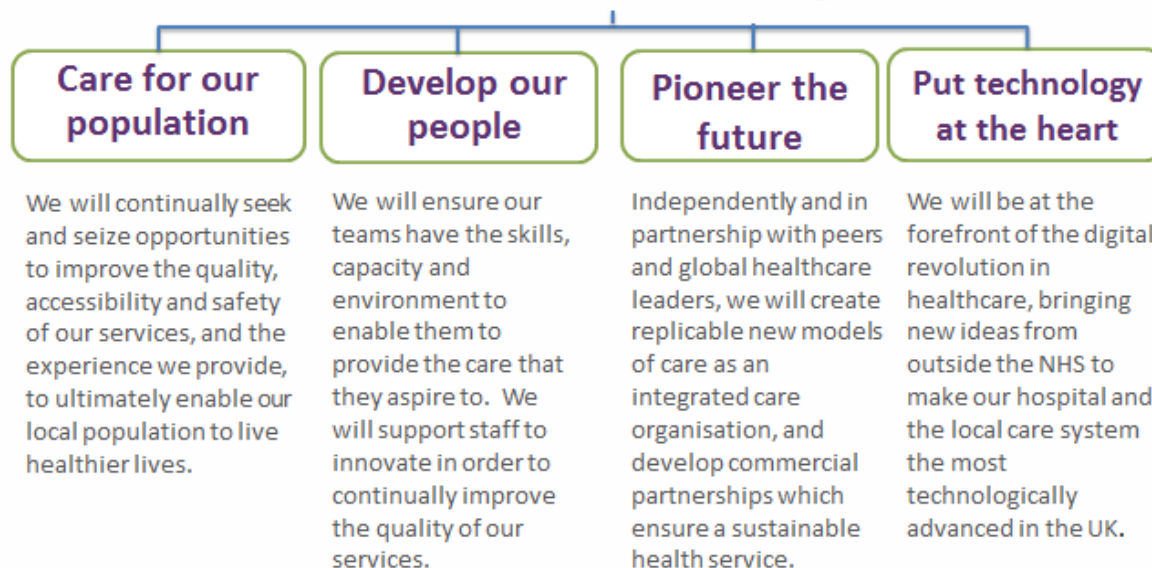 Care for our
population
We will continually seek
and seize opportunities
to improve the quality,
accessibility and safety
of our services, and the
experience we provide,
to ultimately enable our
local population to live
healthier lives.
Develop our
people
We will ensure our
teams have the skills,
capacity and
environment to
enable them to
provide the care that
they aspire to.  We
will support staff to
innovate in order to
continually improve
the quality of our
services.
Pioneer the
future
Independently and in
partnership with peers
and global healthcare
leaders, we will create
replicable new models
of care as an
integrated care
organisation, and
develop commercial
partnerships which
ensure a sustainable
health service.
Put technology
at the heart
We will be at the
forefront of the digital
revolution in
healthcare, bringing
new ideas from
outside the NHS to
make our hospital and
the local care system
the most
technologically
advanced in the UK.